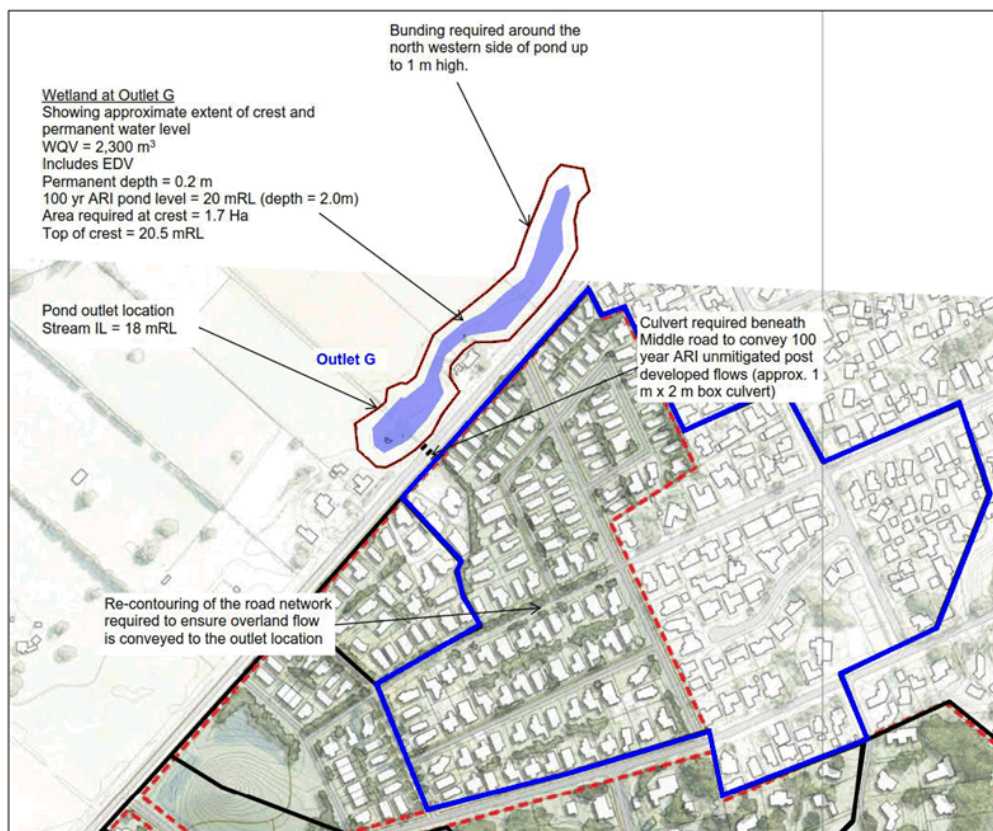 Bunding required around the
north western side of pond up
to 1 m high.
Wetland at Outlet G
Showing approximate extent of crest and
permanent water level
WQV = 2,300 m³
Includes EDV
Permanent depth = 0.2 m
100 yr ARI pond level = 20 mRL (depth = 2.0m)
Area required at crest = 1.7 Ha
Top of crest = 20.5 mRL
Pond outlet location
Stream IL = 18 mRL
Outlet G
Culvert required beneath
Middle road to convey 100
year ARI unmitigated post
developed flows (approx. 1
m x 2 m box culvert)
Re-contouring of the road network
required to ensure overland flow
is conveyed to the outlet location